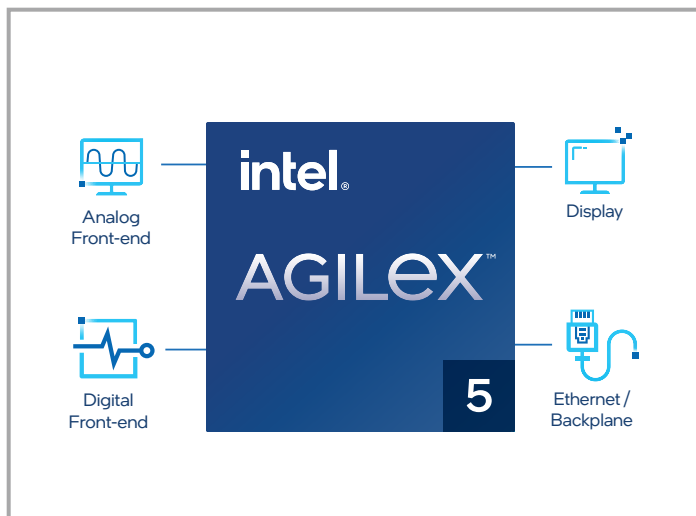 intel®
AGILEX™
5
Analog
Front-end
Digital
Front-end
Display
Ethernet /
Backplane